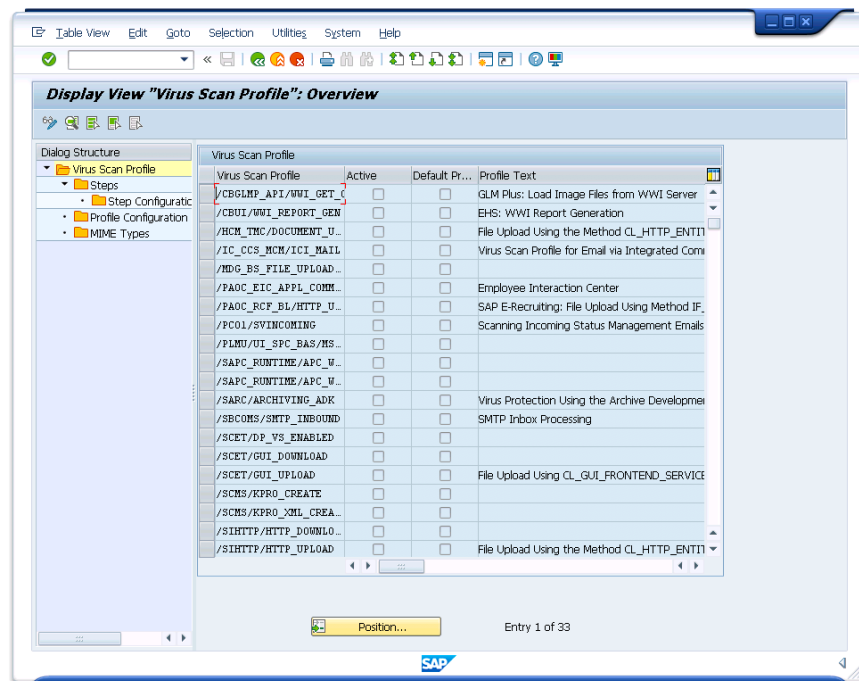 Table View Edit Goto Selection Utilities System Help
Display View "Virus Scan Profile": Overview
Dialog Structure
Virus Scan Profile
Steps
Step Configuratic
Profile Configuration
MIME Types
Virus Scan Profile
Virus Scan Profile Active Default Pr... Profile Text
/CBGLMP_API/WWI_GET_ GLM Plus: Load Image Files from WWI Server
/CBUI/WWI_REPORT_GEN EHS: WWI Report Generation
/HCM_TMC/DOCUMENT_U… File Upload Using the Method CL_HTTP_ENTIT
/IC_CCS_MCM/ICI_MAIL Virus Scan Profile for Email via Integrated Com
/MDG_BS_FILE_UPLOAD…
/PAOC_EIC_APPL_COMM… Employee Interaction Center
/PAOC_RCF_BL/HTTP_U… SAP E-Recruiting: File Upload Using Method IF_
/PC01/SVINCOMING Scanning Incoming Status Management Emails
/PLMU/UI_SPC_BAS/MS…
/SAPC_RUNTIME/APC_W…
/SAPC_RUNTIME/APC_W…
/SARC/ARCHIVING_ADK Virus Protection Using the Archive Developmer
/SBCOMS/SMTP_INBOUND SMTP Inbox Processing
/SCET/DP_VS_ENABLED
/SCET/GUI_DOWNLOAD
/SCET/GUI_UPLOAD File Upload Using CL_GUI_FRONTEND_SERVICE
/SCMS/KPRO_CREATE
/SCMS/KPRO_XML_CREA…
/SIHTTP/HTTP_DOWNLO…
/SIHTTP/HTTP_UPLOAD File Upload Using the Method CL_HTTP_ENTIT
Position... Entry 1 of 33
SAP